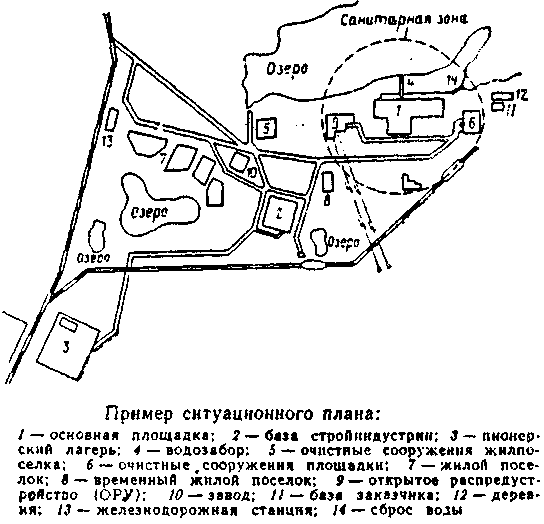 Санитарная зона
Озеро
4
14
1
12
11
5
6
13
7
10
8
2
Озеро
Озеро
Озеро
3
Пример ситуационного плана:
1 — основная площадка; 2 — база стройиндустрии; 3 — пионер-
ский лагерь; 4 — водозабор; 5 — очистные сооружения жилпо-
селка; 6 — очистные сооружения площадки; 7 — жилой посе-
лок; 8 — временный жилой поселок; 9 — открытое распредуст-
ройство (ОРУ); 10 — завод; 11 — база заказчика; 12 — дерев-
ня; 13 — железнодорожная станция; 14 — сброс воды